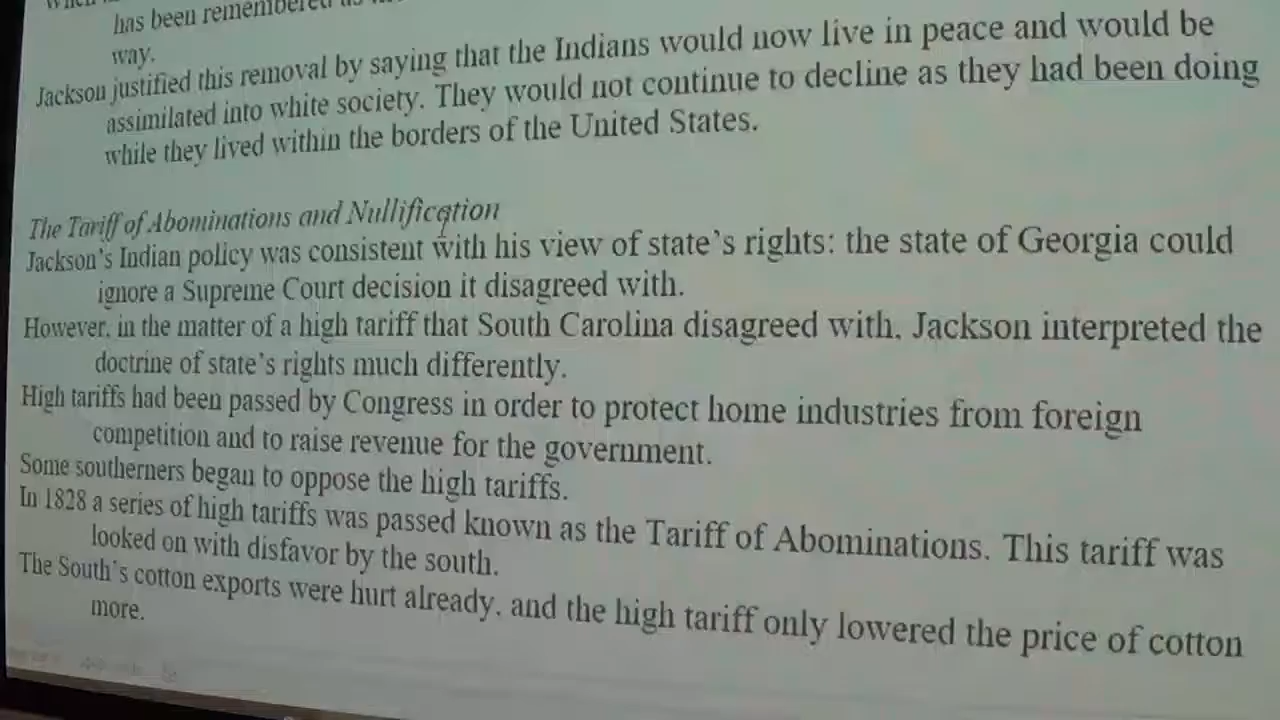 has been remembered
way.
Jackson justified this removal by saying that the Indians would now live in peace and would be
assimilated into white society. They would not continue to decline as they had been doing
while they lived within the borders of the United States.
The Tariff of Abominations and Nullification
Jackson's Indian policy was consistent with his view of state's rights: the state of Georgia could
ignore a Supreme Court decision it disagreed with.
However, in the matter of a high tariff that South Carolina disagreed with, Jackson interpreted the
doctrine of state's rights much differently.
High tariffs had been passed by Congress in order to protect home industries from foreign
competition and to raise revenue for the government.
Some southerners began to oppose the high tariffs.
In 1828 a series of high tariffs was passed known as the Tariff of Abominations. This tariff was
looked on with disfavor by the south.
The South's cotton exports were hurt already, and the high tariff only lowered the price of cotton
more.